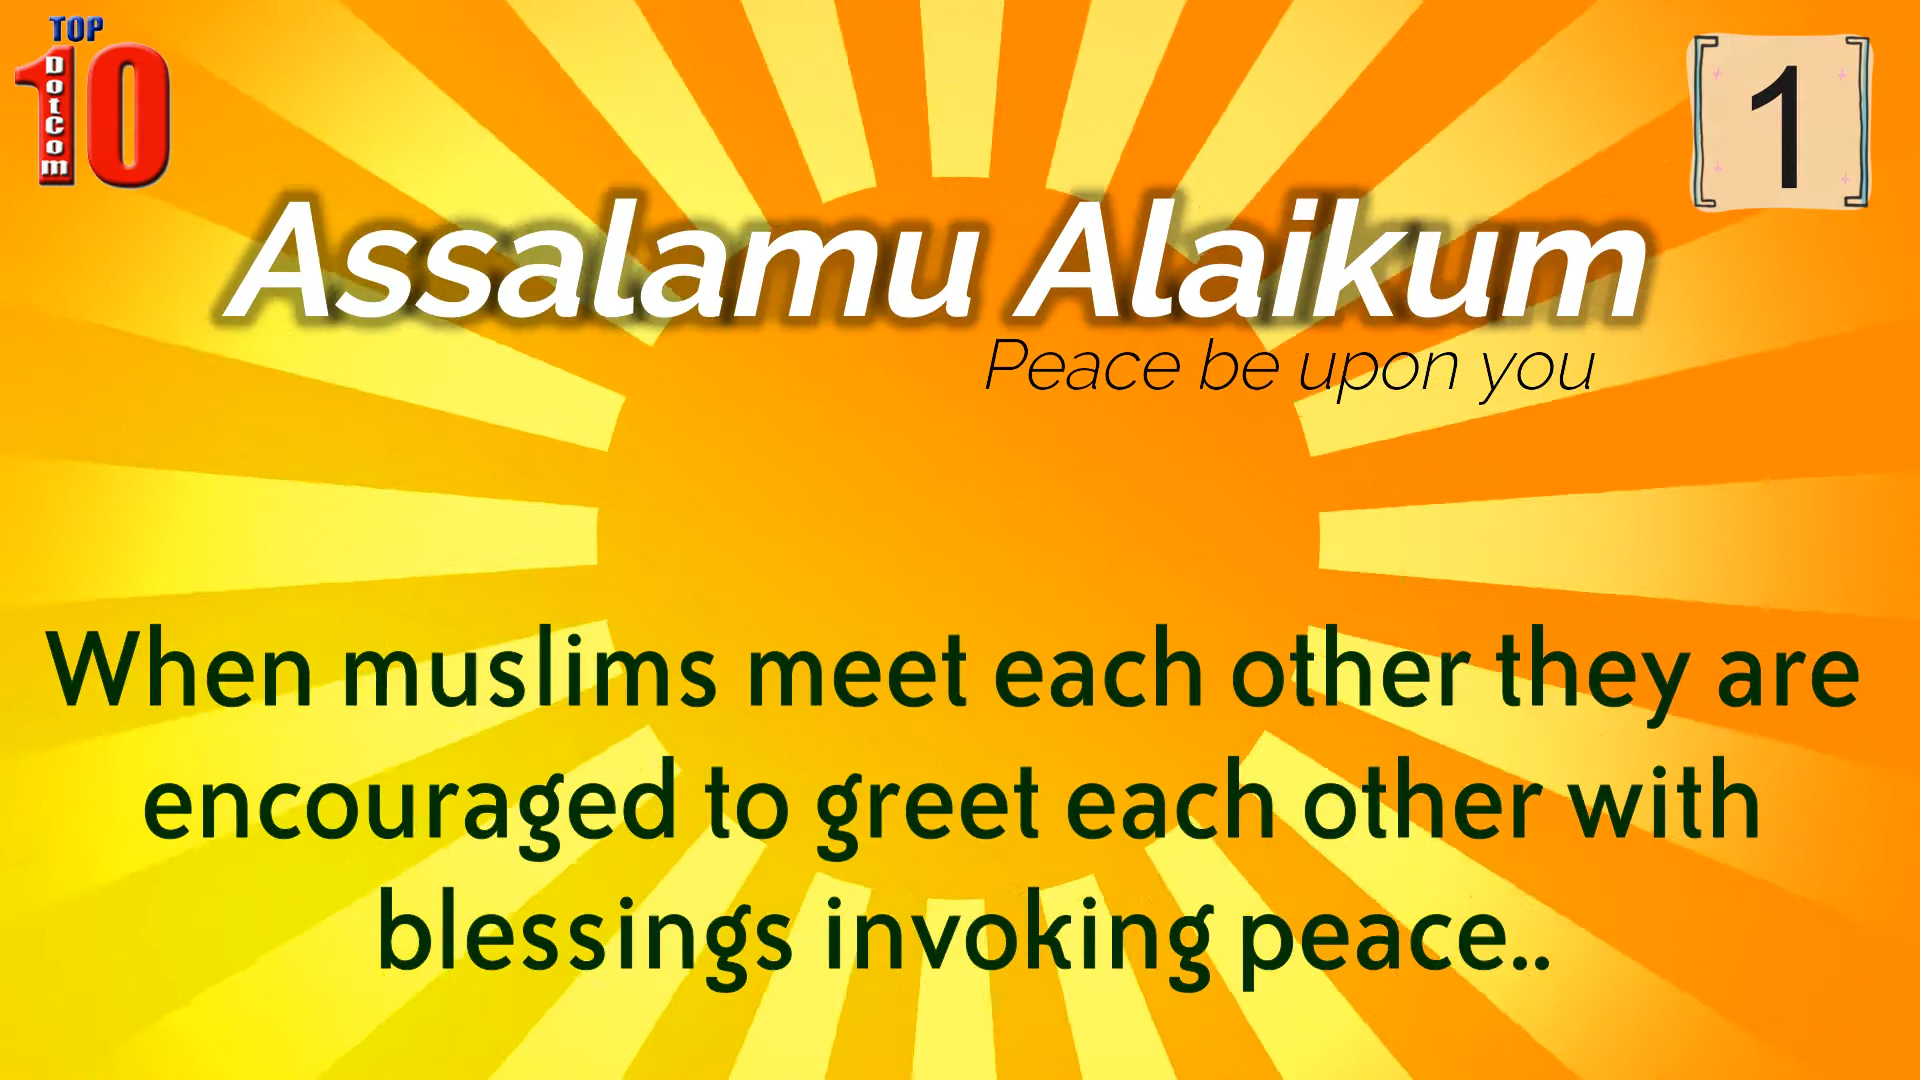 TOP
10
DotCom
1
Assalamu Alaikum
Peace be upon you
When muslims meet each other they are
encouraged to greet each other with
blessings invoking peace..